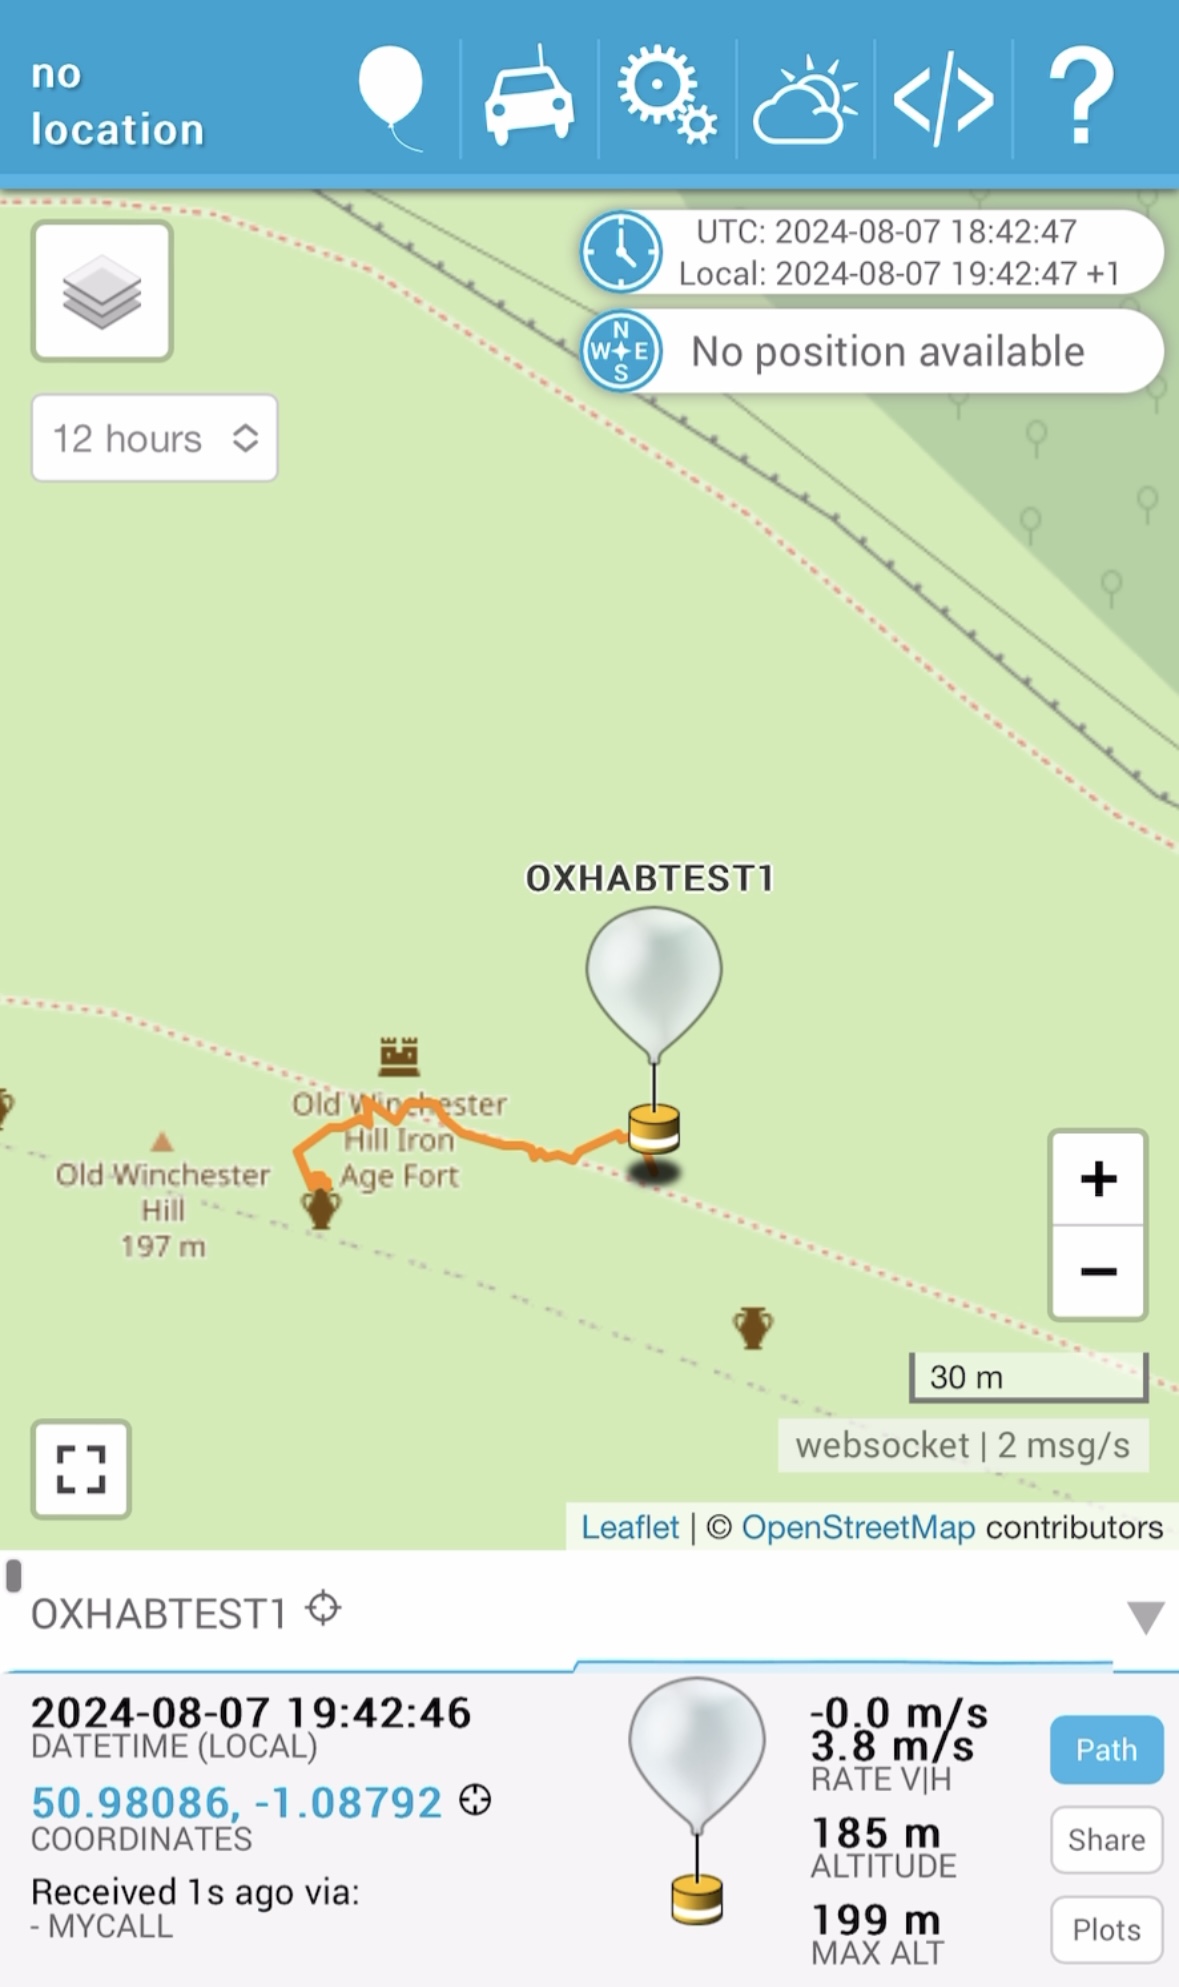 no
location
UTC: 2024-08-07 18:42:47
Local: 2024-08-07 19:42:47 +1
N
W E
S
No position available
12 hours
OXHABTEST1
Old Winchester
Hill Iron
Age Fort
Old Winchester
Hill
197 m
+
−
30 m
websocket | 2 msg/s
Leaflet | © OpenStreetMap contributors
OXHABTEST1
2024-08-07 19:42:46
DATETIME (LOCAL)
50.98086, -1.08792
COORDINATES
Received 1s ago via:
- MYCALL
-0.0 m/s
3.8 m/s
RATE V|H
185 m
ALTITUDE
199 m
MAX ALT
Path
Share
Plots